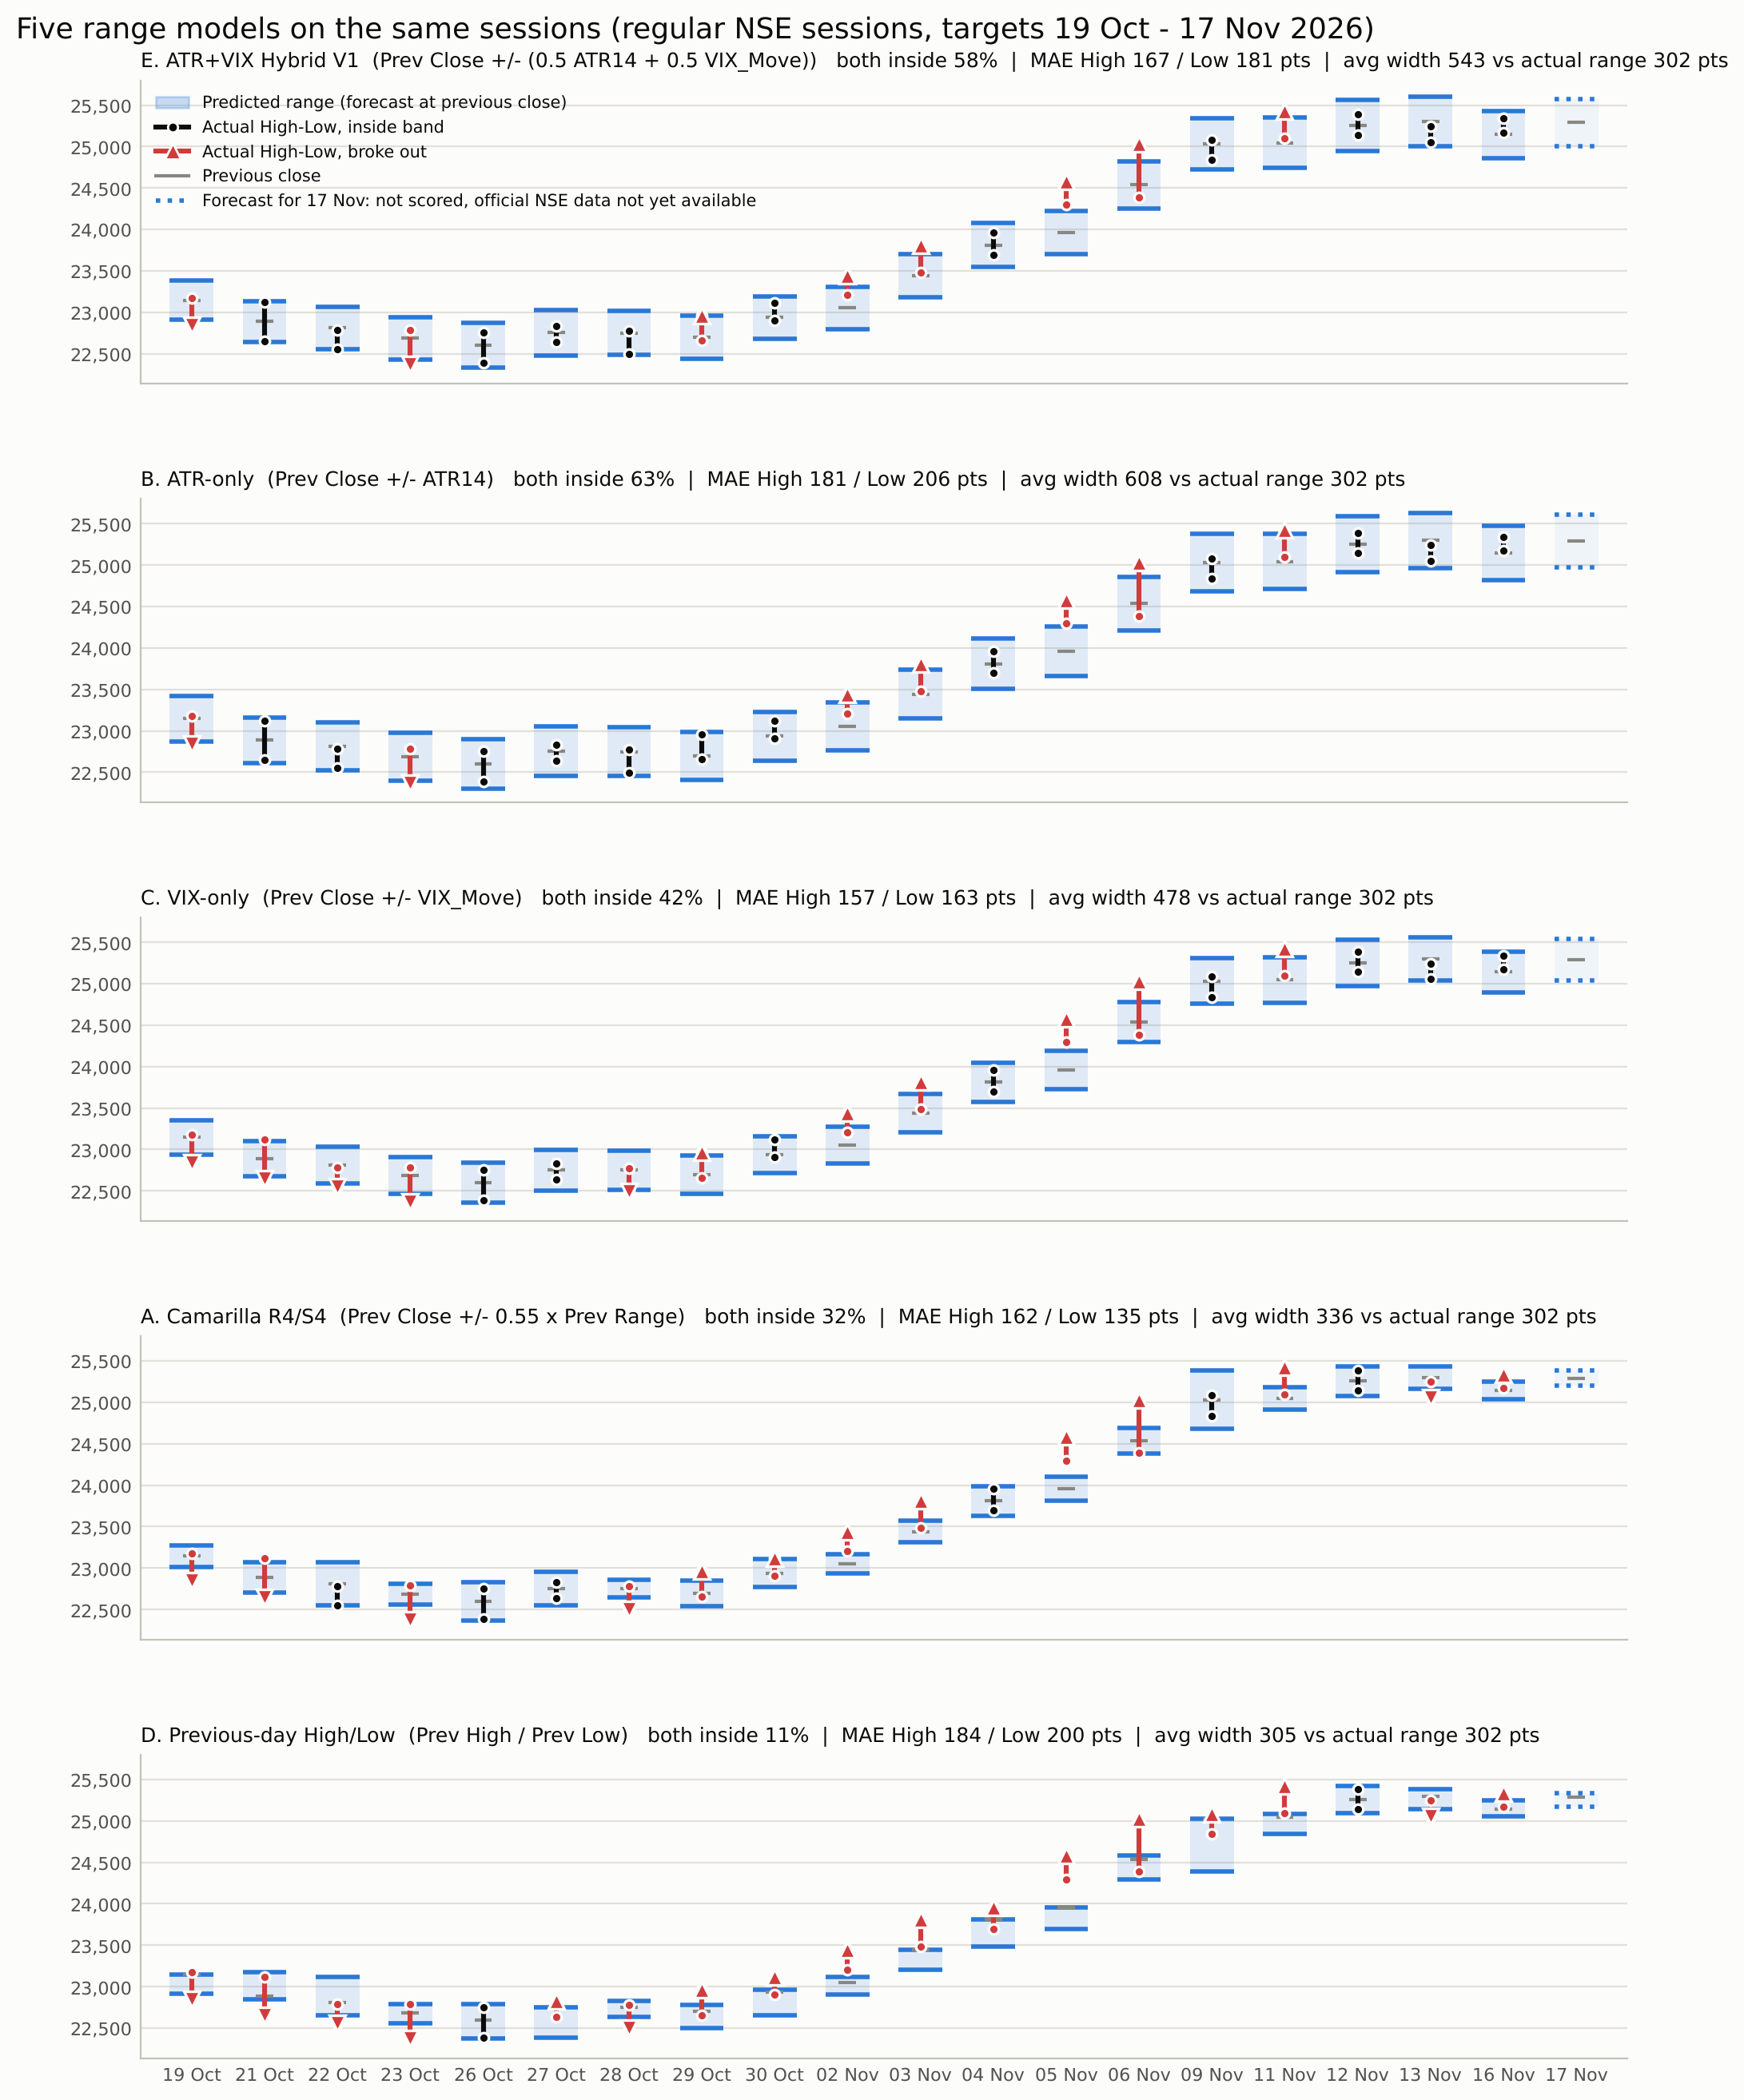 Five range models on the same sessions (regular NSE sessions, targets 19 Oct - 17 Nov 2026)
E. ATR+VIX Hybrid V1  (Prev Close +/- (0.5 ATR14 + 0.5 VIX_Move))   both inside 58%  |  MAE High 167 / Low 181 pts  |  avg width 543 vs actual range 302 pts
Predicted range (forecast at previous close)
Actual High-Low, inside band
Actual High-Low, broke out
Previous close
Forecast for 17 Nov: not scored, official NSE data not yet available
25,500
25,000
24,500
24,000
23,500
23,000
22,500
B. ATR-only  (Prev Close +/- ATR14)   both inside 63%  |  MAE High 181 / Low 206 pts  |  avg width 608 vs actual range 302 pts
25,500
25,000
24,500
24,000
23,500
23,000
22,500
C. VIX-only  (Prev Close +/- VIX_Move)   both inside 42%  |  MAE High 157 / Low 163 pts  |  avg width 478 vs actual range 302 pts
25,500
25,000
24,500
24,000
23,500
23,000
22,500
A. Camarilla R4/S4  (Prev Close +/- 0.55 x Prev Range)   both inside 32%  |  MAE High 162 / Low 135 pts  |  avg width 336 vs actual range 302 pts
25,500
25,000
24,500
24,000
23,500
23,000
22,500
D. Previous-day High/Low  (Prev High / Prev Low)   both inside 11%  |  MAE High 184 / Low 200 pts  |  avg width 305 vs actual range 302 pts
25,500
25,000
24,500
24,000
23,500
23,000
22,500
19 Oct 21 Oct 22 Oct 23 Oct 26 Oct 27 Oct 28 Oct 29 Oct 30 Oct 02 Nov 03 Nov 04 Nov 05 Nov 06 Nov 09 Nov 11 Nov 12 Nov 13 Nov 16 Nov 17 Nov